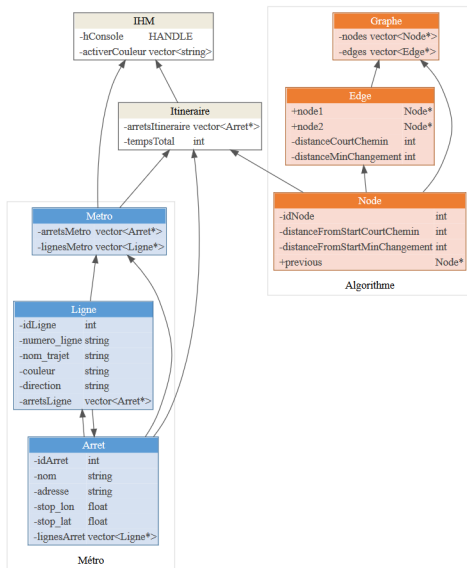 IHM
-hConsole HANDLE
-activerCouleur vector<string>
Itineraire
-arretsItineraire vector<Arret*>
-tempsTotal int
Graphe
-nodes vector<Node*>
-edges vector<Edge*>
Edge
+node1 Node*
+node2 Node*
-distanceCourtChemin int
-distanceMinChangement int
Node
-idNode int
-distanceFromStartCourtChemin int
-distanceFromStartMinChangement int
+previous Node*
Algorithme
Metro
-arretsMetro vector<Arret*>
-lignesMetro vector<Ligne*>
Ligne
-idLigne int
-numero_ligne string
-nom_trajet string
-couleur string
-direction string
-arretsLigne vector<Arret*>
Arret
-idArret int
-nom string
-adresse string
-stop_lon float
-stop_lat float
-lignesArret vector<Ligne*>
Métro